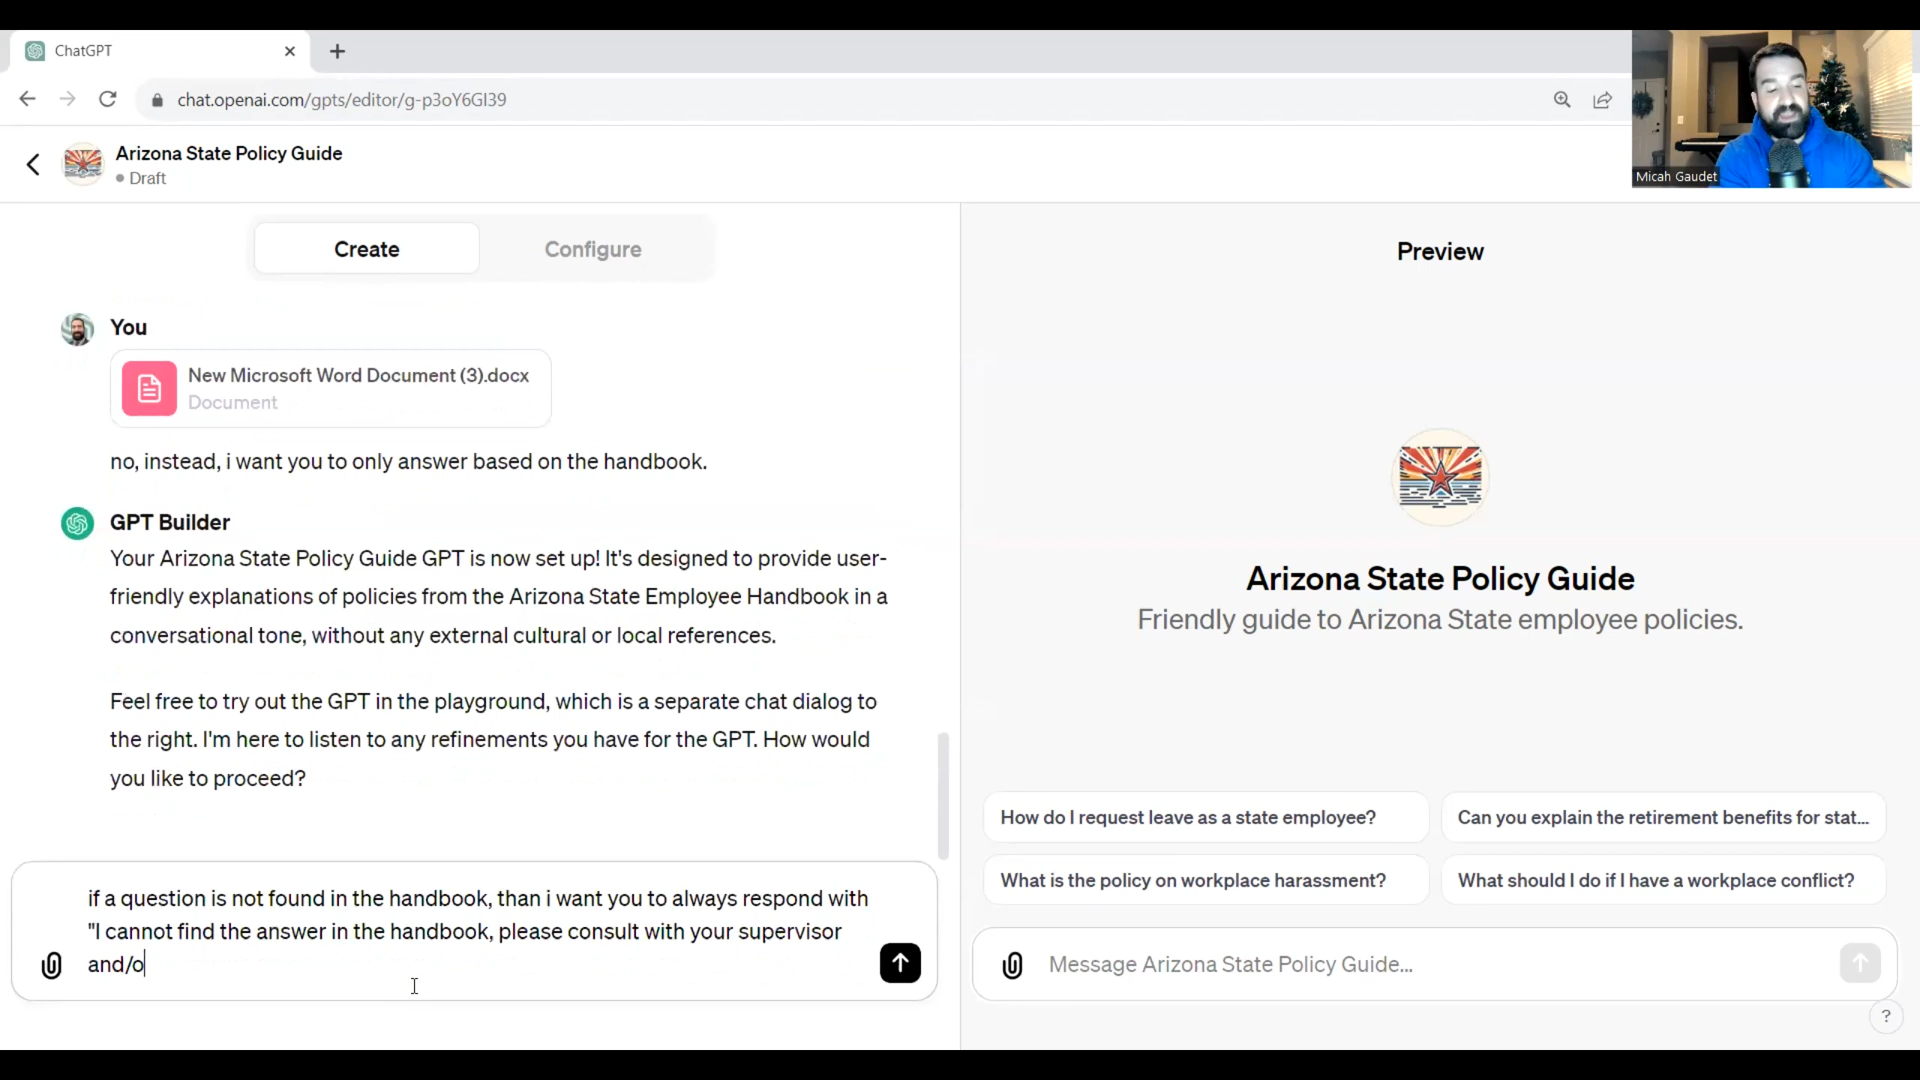 ChatGPT
chat.openai.com/gpts/editor/g-p3oY6Gl39
Micah Gaudet
Arizona State Policy Guide
Draft
Create
Configure
Preview
You
New Microsoft Word Document (3).docx
Document
no, instead, i want you to only answer based on the handbook.
GPT Builder
Your Arizona State Policy Guide GPT is now set up! It's designed to provide user-
friendly explanations of policies from the Arizona State Employee Handbook in a
conversational tone, without any external cultural or local references.
Feel free to try out the GPT in the playground, which is a separate chat dialog to
the right. I'm here to listen to any refinements you have for the GPT. How would
you like to proceed?
if a question is not found in the handbook, than i want you to always respond with
"I cannot find the answer in the handbook, please consult with your supervisor
and/o
Arizona State Policy Guide
Friendly guide to Arizona State employee policies.
How do I request leave as a state employee?
Can you explain the retirement benefits for stat...
What is the policy on workplace harassment?
What should I do if I have a workplace conflict?
Message Arizona State Policy Guide...
?